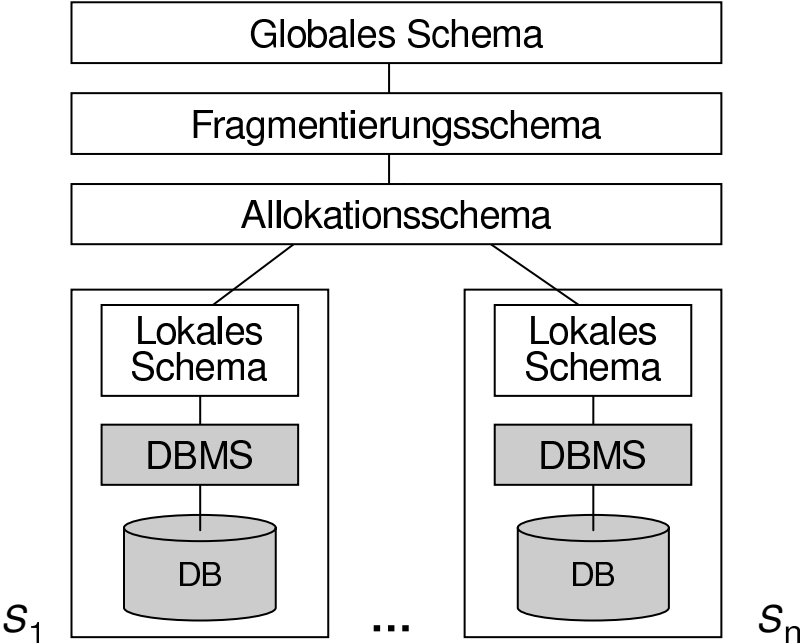 Globales Schema
Fragmentierungsschema
Allokationsschema
Lokales
Schema
Lokales
Schema
DBMS
DBMS
DB
DB
S1
...
Sn